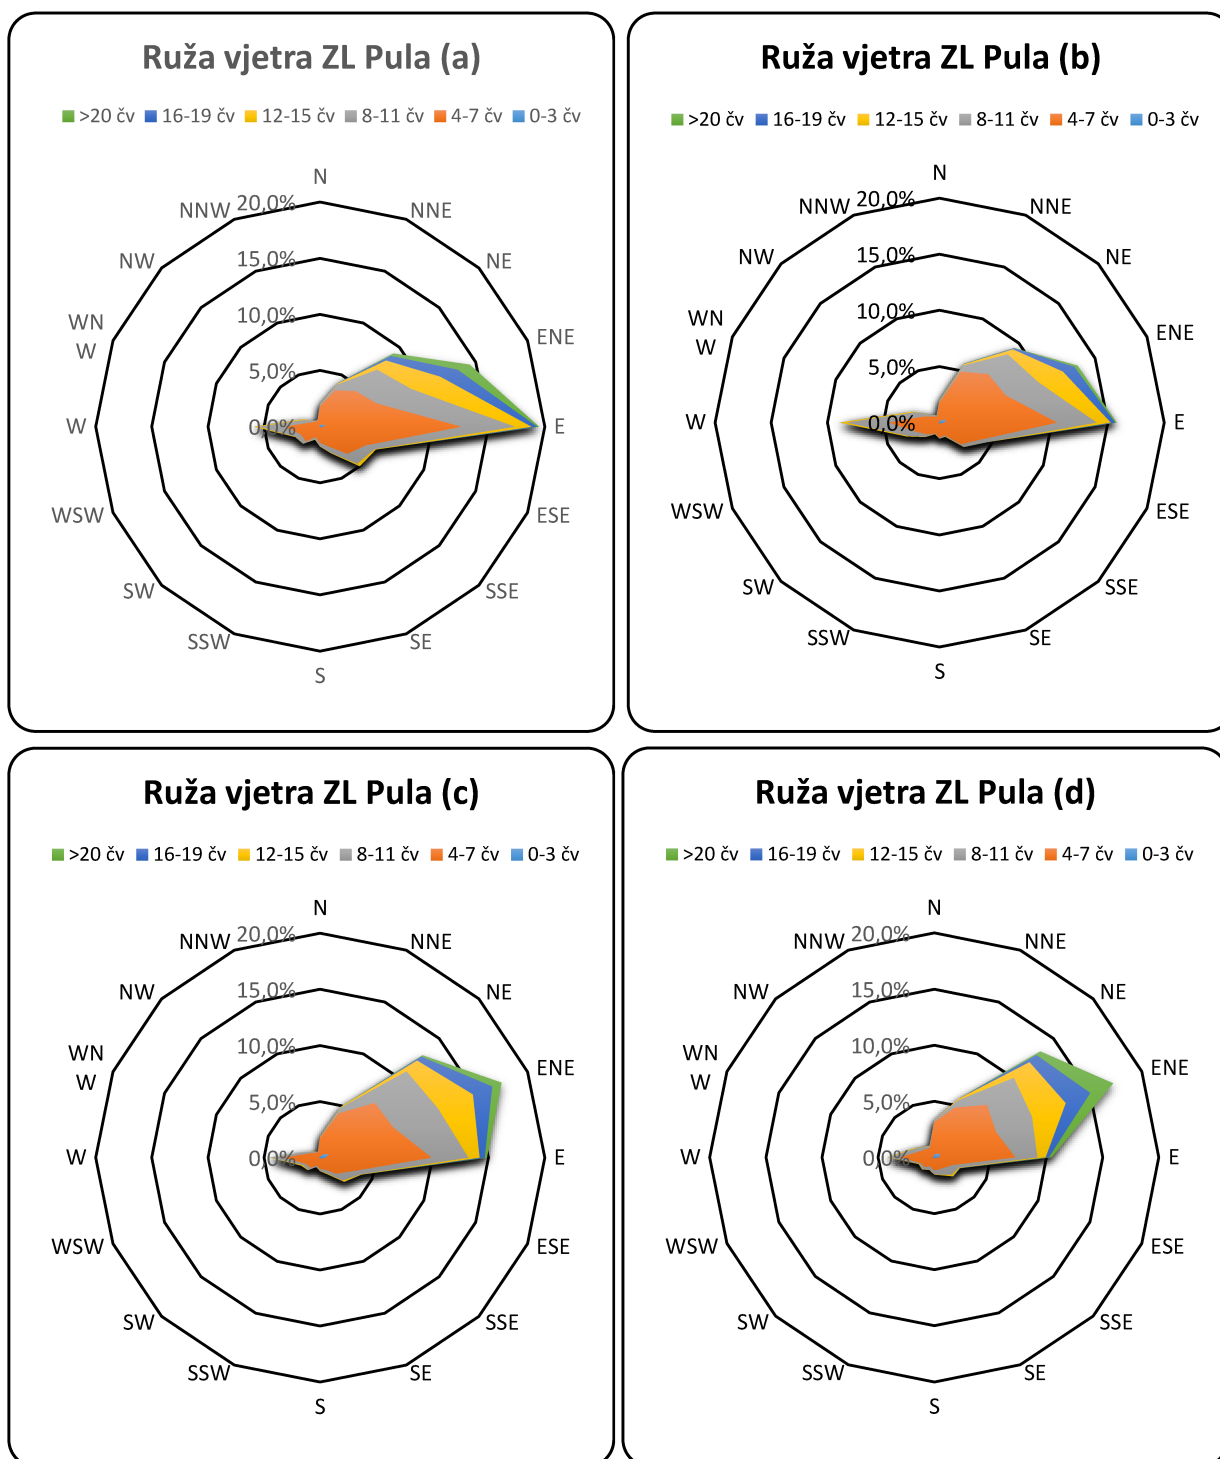 Ruža vjetra ZL Pula (a)
>20 čv 16-19 čv 12-15 čv 8-11 čv 4-7 čv 0-3 čv
N
NNW 20,0% NNE
NW 15,0% NE
10,0%
WN
W ENE
5,0%
W 0,0% E
WSW ESE
SW SSE
SSW SE
S
Ruža vjetra ZL Pula (b)
>20 čv 16-19 čv 12-15 čv 8-11 čv 4-7 čv 0-3 čv
N
NNW 20,0% NNE
NW 15,0% NE
10,0%
WN
W ENE
5,0%
W 0,0% E
WSW ESE
SW SSE
SSW SE
S
Ruža vjetra ZL Pula (c)
>20 čv 16-19 čv 12-15 čv 8-11 čv 4-7 čv 0-3 čv
N
NNW 20,0% NNE
NW 15,0% NE
10,0%
WN
W ENE
5,0%
W 0,0% E
WSW ESE
SW SSE
SSW SE
S
Ruža vjetra ZL Pula (d)
>20 čv 16-19 čv 12-15 čv 8-11 čv 4-7 čv 0-3 čv
N
NNW 20,0% NNE
NW 15,0% NE
10,0%
WN
W ENE
5,0%
W 0,0% E
WSW ESE
SW SSE
SSW SE
S